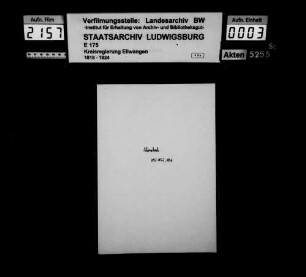 Aufn. Film
2157
Verfilmungsstelle: Landesarchiv BW
-Institut für Erhaltung von Archiv- und Bibliotheksgut-
STAATSARCHIV LUDWIGSBURG
E 175
Kreisregierung Ellwangen
1818 - 1924
Aufn. Einheit
0003
Akten 5255